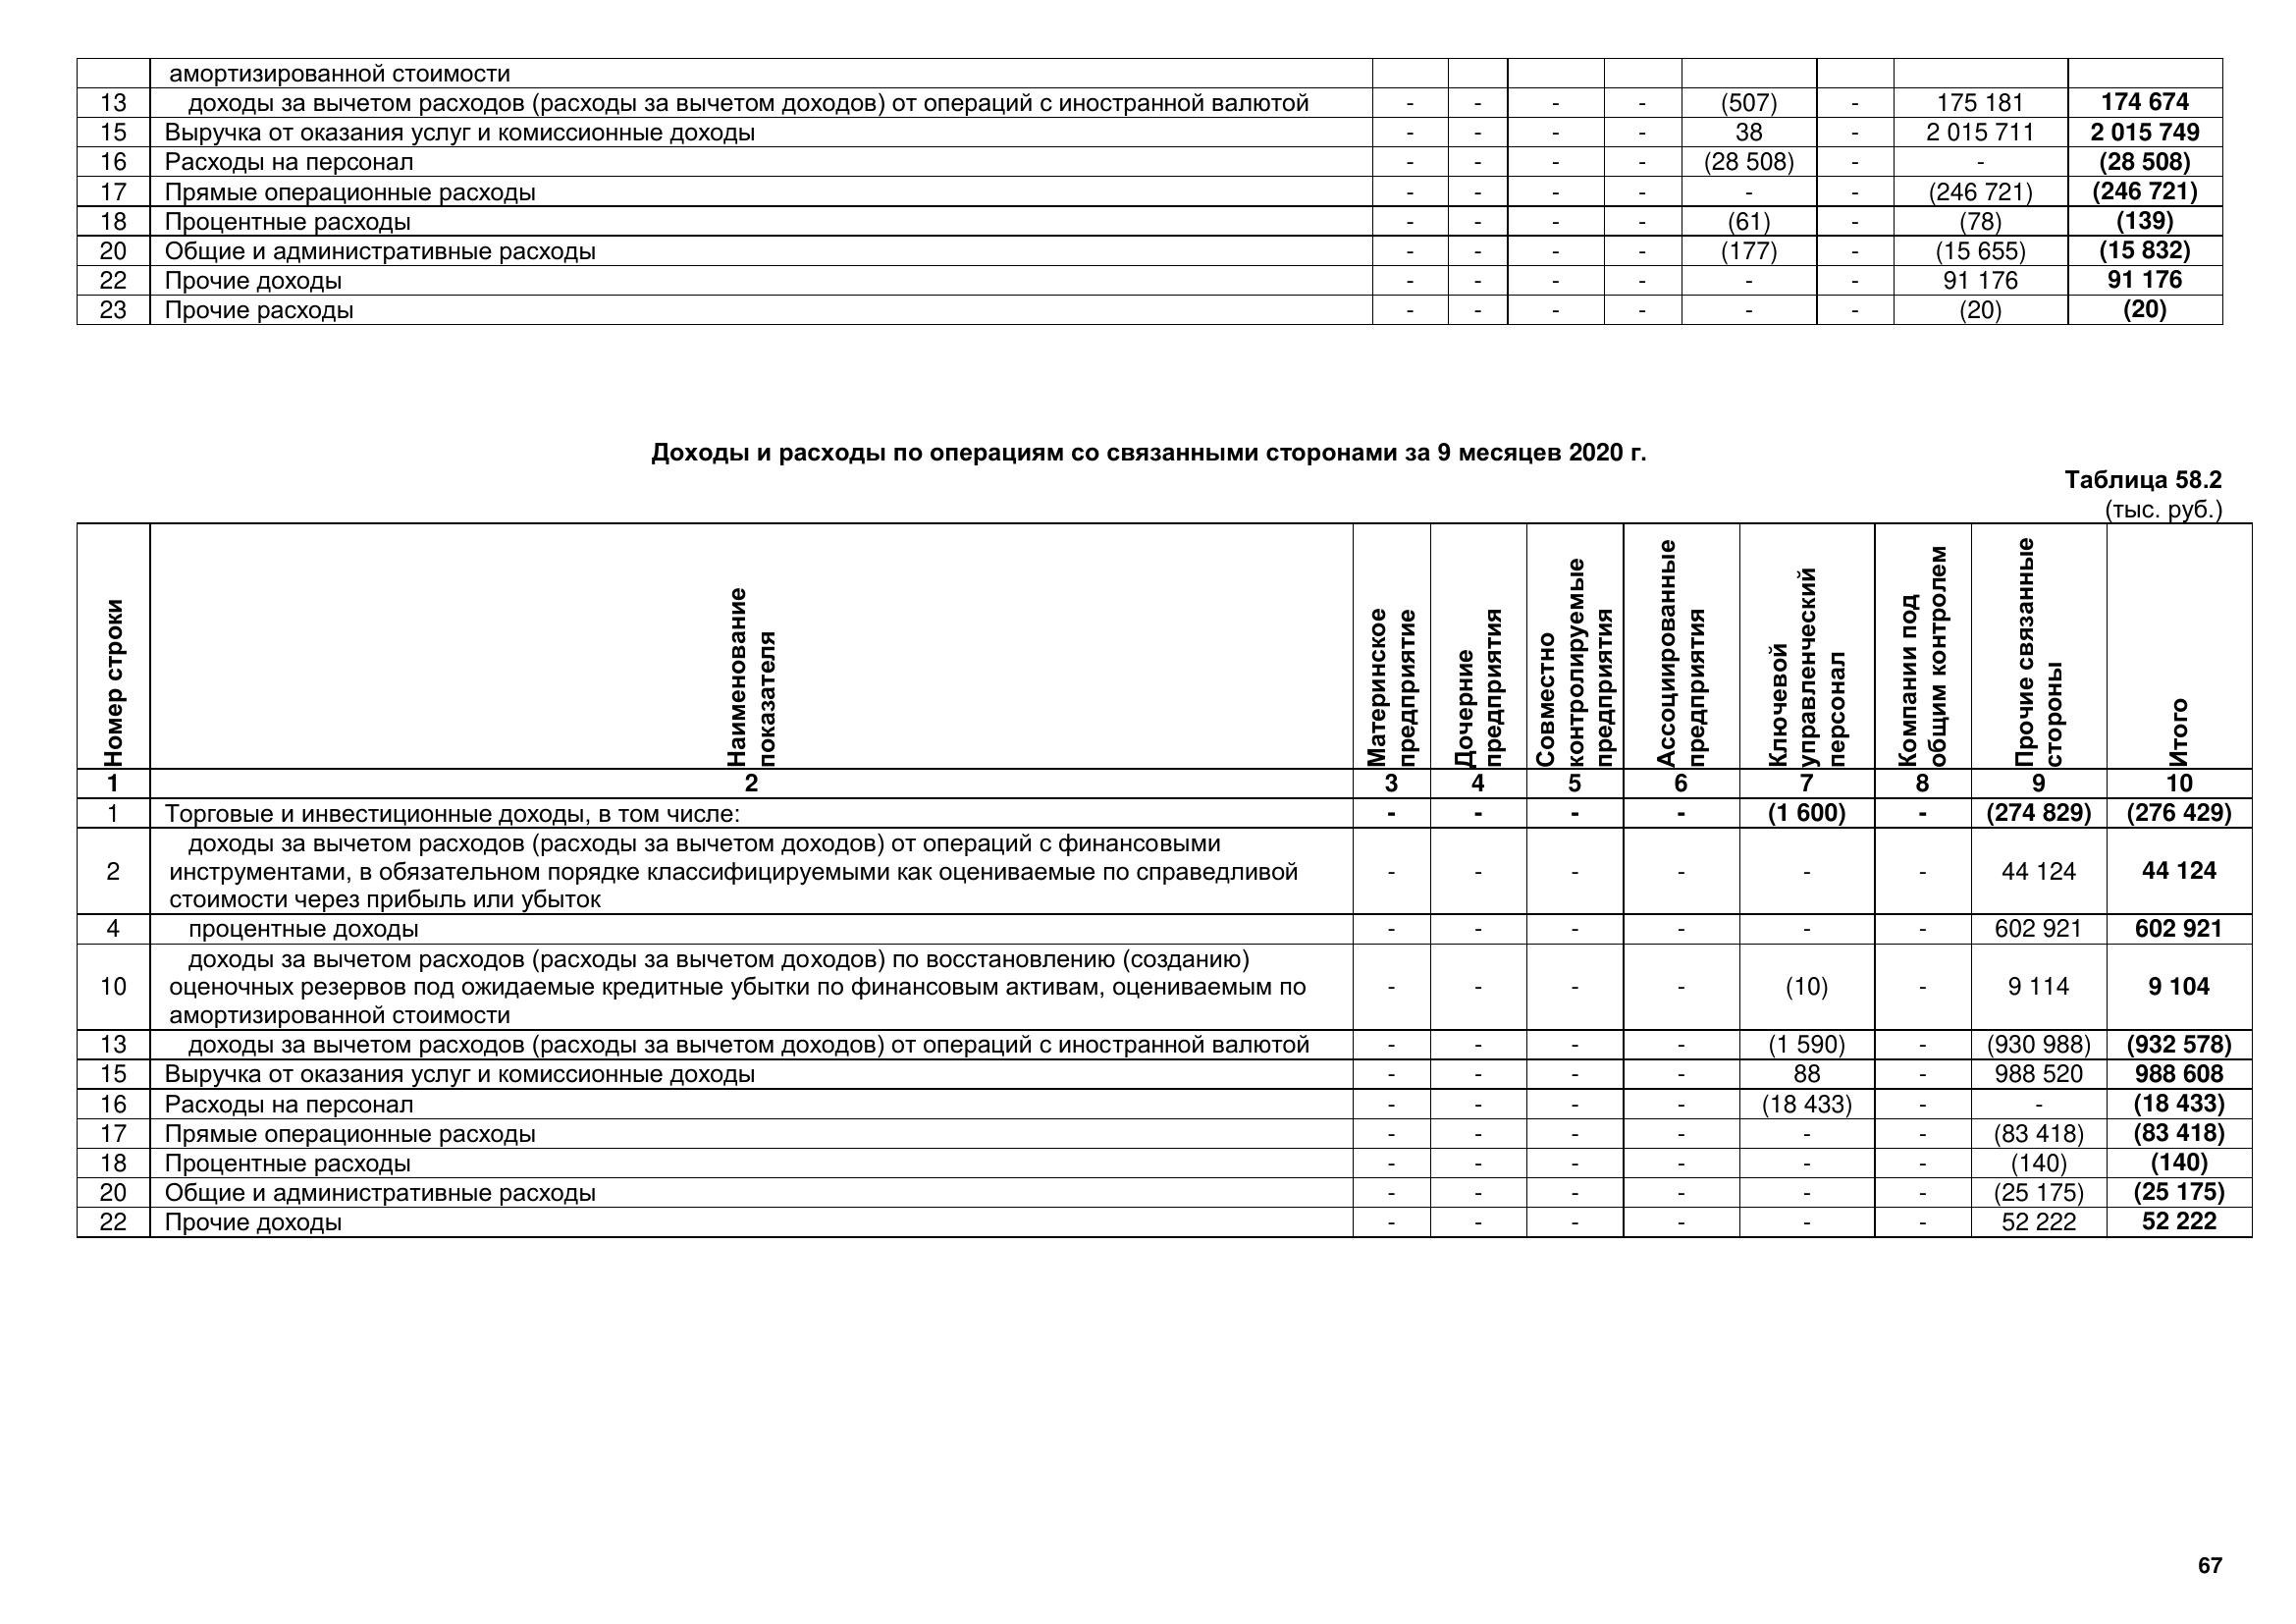 амортизированной стоимости
13 доходы за вычетом расходов (расходы за вычетом доходов) от операций с иностранной валютой - - - - (507) - 175 181 174 674
15 Выручка от оказания услуг и комиссионные доходы - - - - 38 - 2 015 711 2 015 749
16 Расходы на персонал - - - - (28 508) - - (28 508)
17 Прямые операционные расходы - - - - - - (246 721) (246 721)
18 Процентные расходы - - - - (61) - (78) (139)
20 Общие и административные расходы - - - - (177) - (15 655) (15 832)
22 Прочие доходы - - - - - - 91 176 91 176
23 Прочие расходы - - - - - - (20) (20)
Доходы и расходы по операциям со связанными сторонами за 9 месяцев 2020 г.
Таблица 58.2
(тыс. руб.)
Номер строки
Наименование
показателя
Материнское
предприятие
Дочерние
предприятия
Совместно
контролируемые
предприятия
Ассоциированные
предприятия
Ключевой
управленческий
персонал
Компании под
общим контролем
Прочие связанные
стороны
Итого
1 2 3 4 5 6 7 8 9 10
1 Торговые и инвестиционные доходы, в том числе: - - - - (1 600) - (274 829) (276 429)
доходы за вычетом расходов (расходы за вычетом доходов) от операций с финансовыми
2 инструментами, в обязательном порядке классифицируемыми как оцениваемые по справедливой - - - - - - 44 124 44 124
стоимости через прибыль или убыток
4 процентные доходы - - - - - - 602 921 602 921
доходы за вычетом расходов (расходы за вычетом доходов) по восстановлению (созданию)
10 оценочных резервов под ожидаемые кредитные убытки по финансовым активам, оцениваемым по - - - - (10) - 9 114 9 104
амортизированной стоимости
13 доходы за вычетом расходов (расходы за вычетом доходов) от операций с иностранной валютой - - - - (1 590) - (930 988) (932 578)
15 Выручка от оказания услуг и комиссионные доходы - - - - 88 - 988 520 988 608
16 Расходы на персонал - - - - (18 433) - - (18 433)
17 Прямые операционные расходы - - - - - - (83 418) (83 418)
18 Процентные расходы - - - - - - (140) (140)
20 Общие и административные расходы - - - - - - (25 175) (25 175)
22 Прочие доходы - - - - - - 52 222 52 222
67